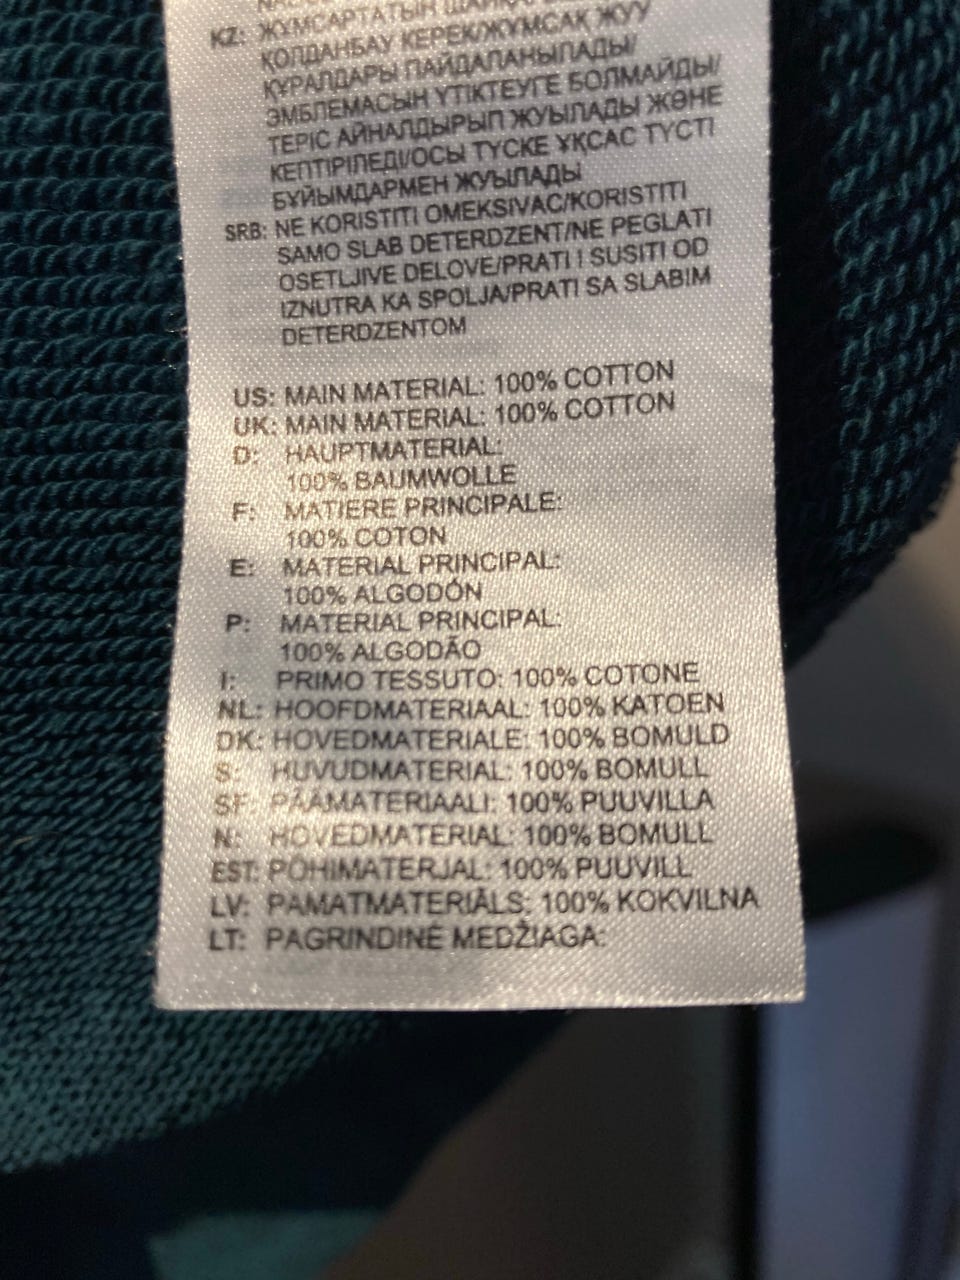 KZ: ЖҰМСАРТАТЫН
ҚОЛДАНБАУ КЕРЕК/ЖҰМСАҚ ЖУУ
ҚҰРАЛДАРЫ ПАЙДАЛАНЫЛАДЫ/
ЭМБЛЕМАСЫН ҮТІКТЕУГЕ БОЛМАЙДЫ/
ТЕРІС АЙНАЛДЫРЫП ЖУЫЛАДЫ ЖӘНЕ
КЕПТІРІЛЕДІ/ОСЫ ТҮСКЕ ҰҚСАС ТҮСТІ
БҰЙЫМДАРМЕН ЖУЫЛАДЫ
SRB: NE KORISTITI OMEKSIVAC/KORISTITI
SAMO SLAB DETERDZENT/NE PEGLATI
OSETLJIVE DELOVE/PRATI I SUSITI OD
IZNUTRA KA SPOLJA/PRATI SA SLABIM
DETERDZENTOM
US: MAIN MATERIAL: 100% COTTON
UK: MAIN MATERIAL: 100% COTTON
D: HAUPTMATERIAL:
100% BAUMWOLLE
F: MATIERE PRINCIPALE:
100% COTON
E: MATERIAL PRINCIPAL:
100% ALGODÓN
P: MATERIAL PRINCIPAL:
100% ALGODÃO
I: PRIMO TESSUTO: 100% COTONE
NL: HOOFDMATERIAAL: 100% KATOEN
DK: HOVEDMATERIALE: 100% BOMULD
S: HUVUDMATERIAL: 100% BOMULL
SF: PÄÄMATERIAALI: 100% PUUVILLA
N: HOVEDMATERIAL: 100% BOMULL
EST: PÕHIMATERJAL: 100% PUUVILL
LV: PAMATMATERIĀLS: 100% KOKVILNA
LT: PAGRINDINĖ MEDŽIAGA: